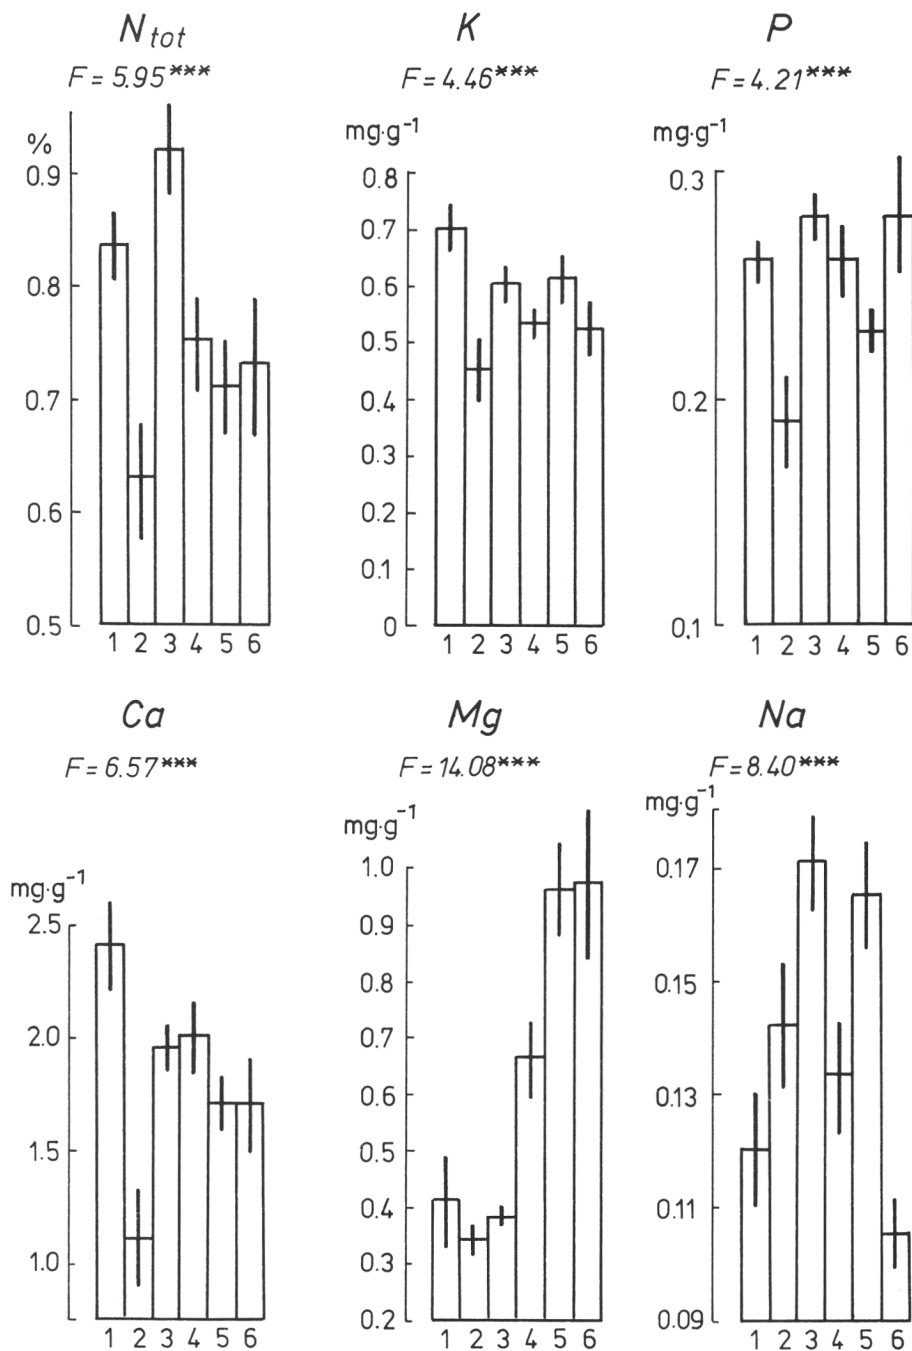 N_tot
F = 5.95***
%
0.9
0.8
0.7
0.6
0.5
1 2 3 4 5 6
K
F = 4.46***
mg·g⁻¹
0.8
0.7
0.6
0.5
0.4
0.3
0.2
0.1
0
1 2 3 4 5 6
P
F = 4.21***
mg·g⁻¹
0.3
0.2
0.1
1 2 3 4 5 6
Ca
F = 6.57***
mg·g⁻¹
2.5
2.0
1.5
1.0
1 2 3 4 5 6
Mg
F = 14.08***
mg·g⁻¹
1.0
0.9
0.8
0.7
0.6
0.5
0.4
0.3
0.2
1 2 3 4 5 6
Na
F = 8.40***
mg·g⁻¹
0.17
0.15
0.13
0.11
0.09
1 2 3 4 5 6